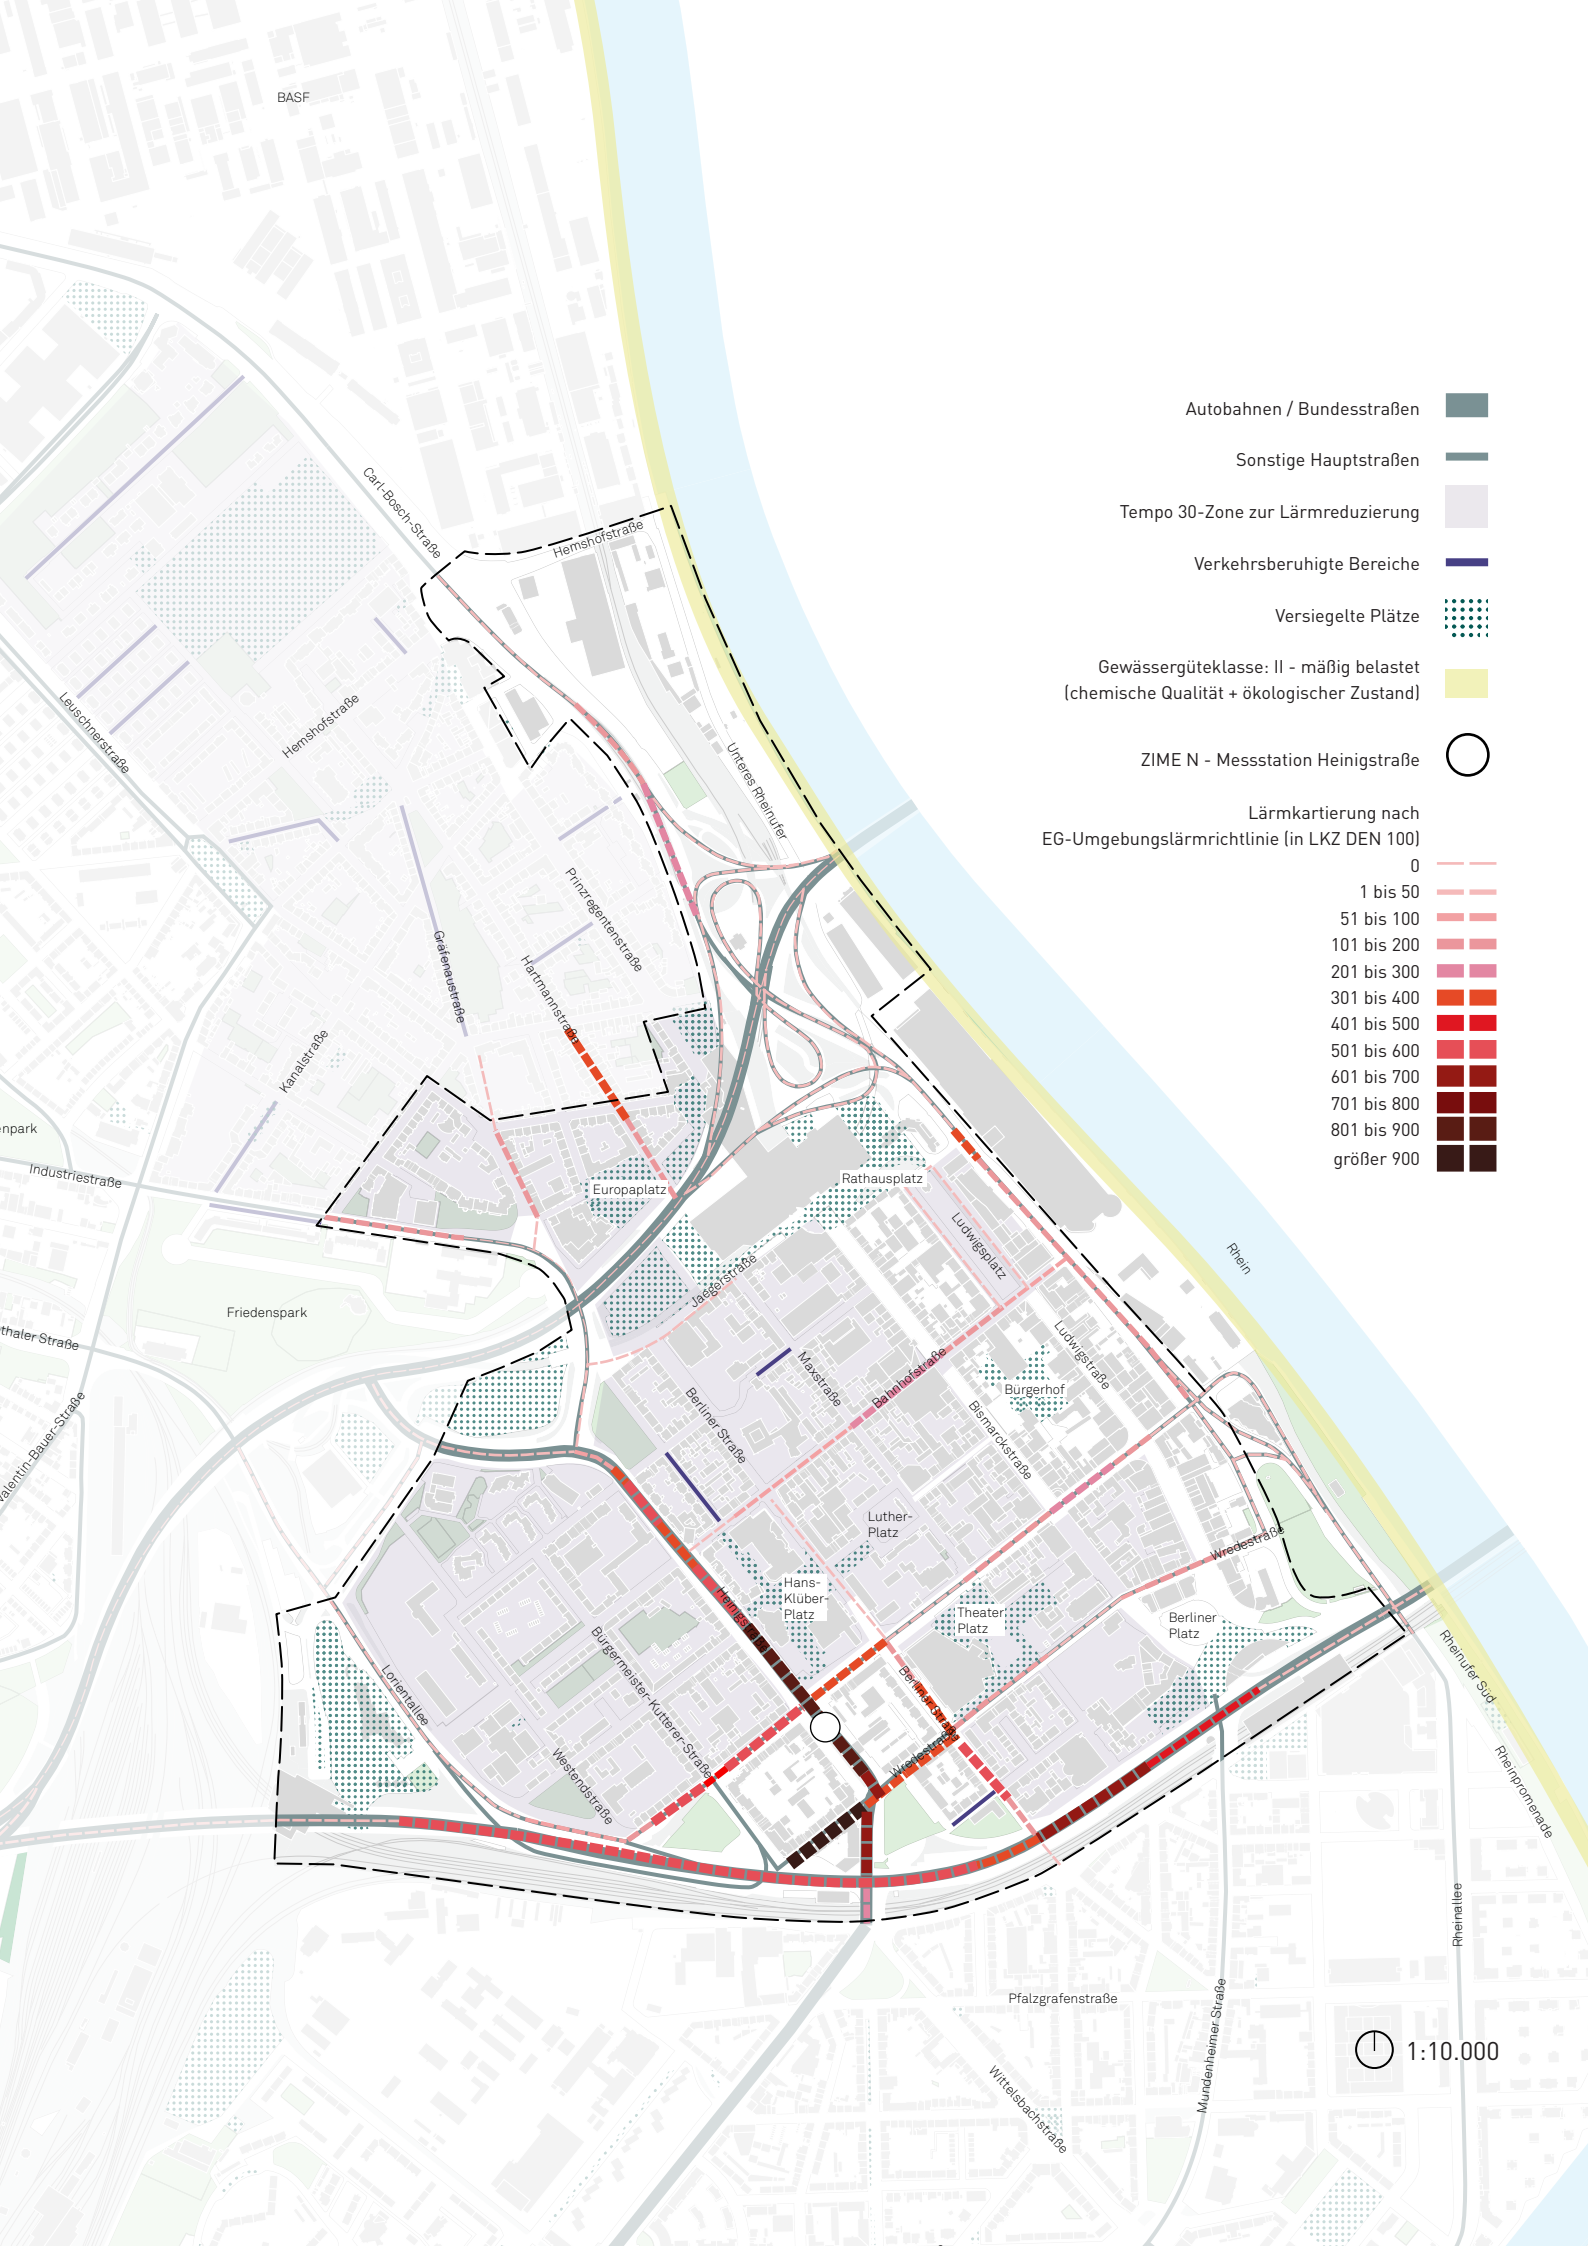 BASF
Carl-Bosch-Straße
Hemshofstraße
Leuschnerstraße
Hemshofstraße
Unteres Rheinufer
Prinzregentenstraße
Gräfenaustraße
Hartmannstraße
Kanalstraße
enpark
Industriestraße
Europaplatz
Rathausplatz
Ludwigsplatz
Rhein
Jaegerstraße
Friedenspark
thaler Straße
Valentin-Bauer-Straße
Maxstraße
Bahnhofstraße
Ludwigstraße
Bürgerhof
Berliner Straße
Bismarckstraße
Luther-
Platz
Wredestraße
Hans-
Klüber-
Platz
Theater
Platz
Berliner
Platz
Lorientallee
Bürgermeister-Kutterer-Straße
Berliner Straße
Wredestraße
Westendstraße
Rheinufer Süd
Rheinpromenade
Rheinallee
Pfalzgrafenstraße
Mundenheimer Straße
Wittelsbachstraße
Autobahnen / Bundesstraßen
Sonstige Hauptstraßen
Tempo 30-Zone zur Lärmreduzierung
Verkehrsberuhigte Bereiche
Versiegelte Plätze
Gewässergüteklasse: II - mäßig belastet
(chemische Qualität + ökologischer Zustand)
ZIME N - Messstation Heinigstraße
Lärmkartierung nach
EG-Umgebungslärmrichtlinie (in LKZ DEN 100)
0
1 bis 50
51 bis 100
101 bis 200
201 bis 300
301 bis 400
401 bis 500
501 bis 600
601 bis 700
701 bis 800
801 bis 900
größer 900
1:10.000